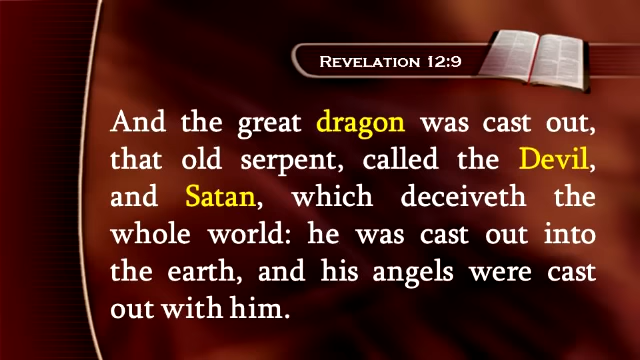 Revelation 12:9
And the great dragon was cast out,
that old serpent, called the Devil,
and Satan, which deceiveth the
whole world: he was cast out into
the earth, and his angels were cast
out with him.